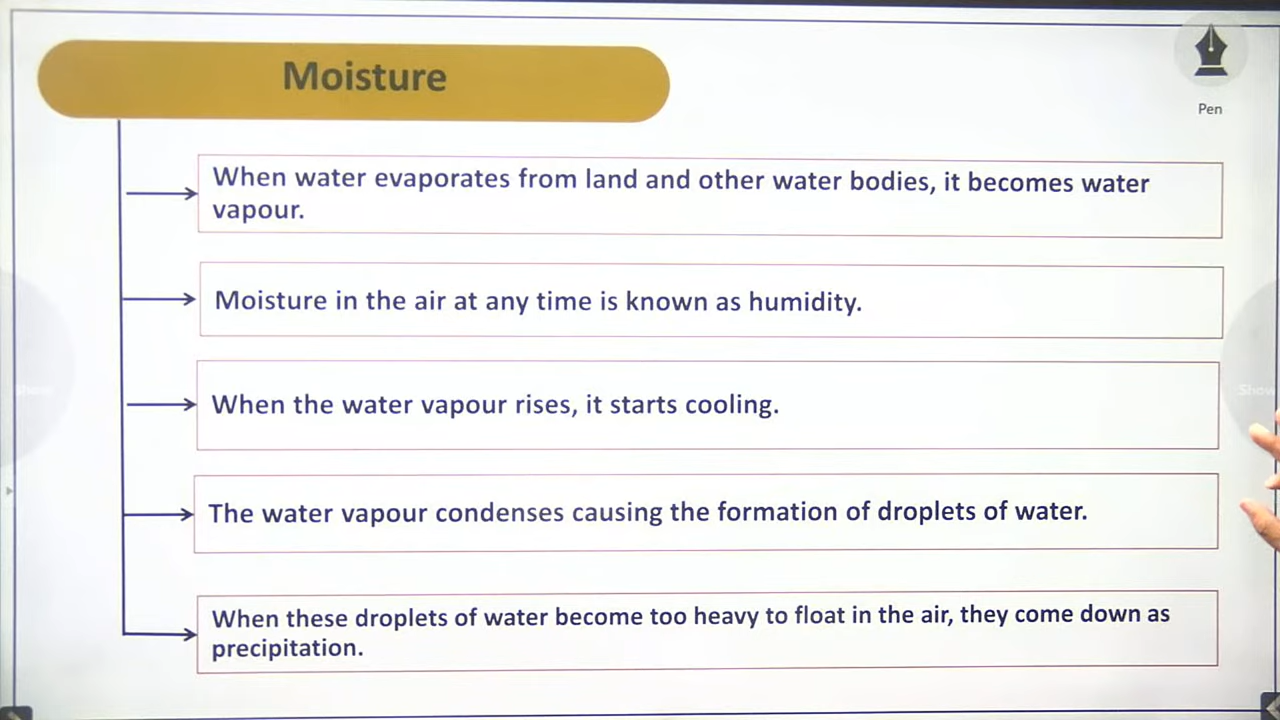 Moisture
Pen
When water evaporates from land and other water bodies, it becomes water
vapour.
Moisture in the air at any time is known as humidity.
Show
When the water vapour rises, it starts cooling.
The water vapour condenses causing the formation of droplets of water.
When these droplets of water become too heavy to float in the air, they come down as
precipitation.